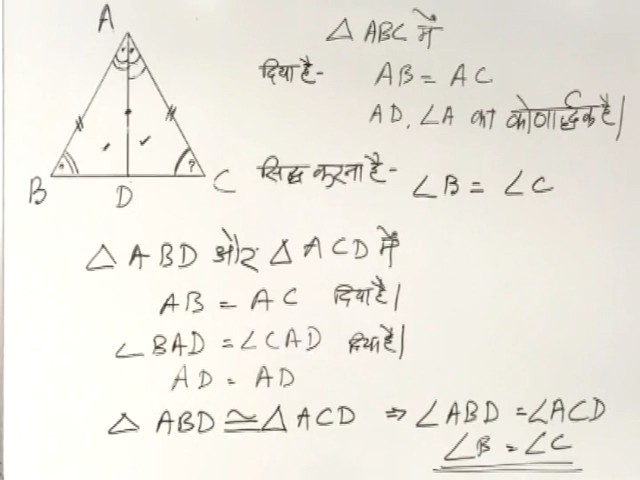 A
B
D
C
?
△ ABC में
दिया है- AB = AC
AD, ∠A का कोणार्द्धक है|
सिद्ध करना है- ∠B = ∠C
△ ABD और △ ACD में
AB = AC दिया है|
∠BAD = ∠CAD दिया है|
AD = AD
△ ABD ≅ △ ACD ⇒ ∠ABD = ∠ACD
∠B = ∠C